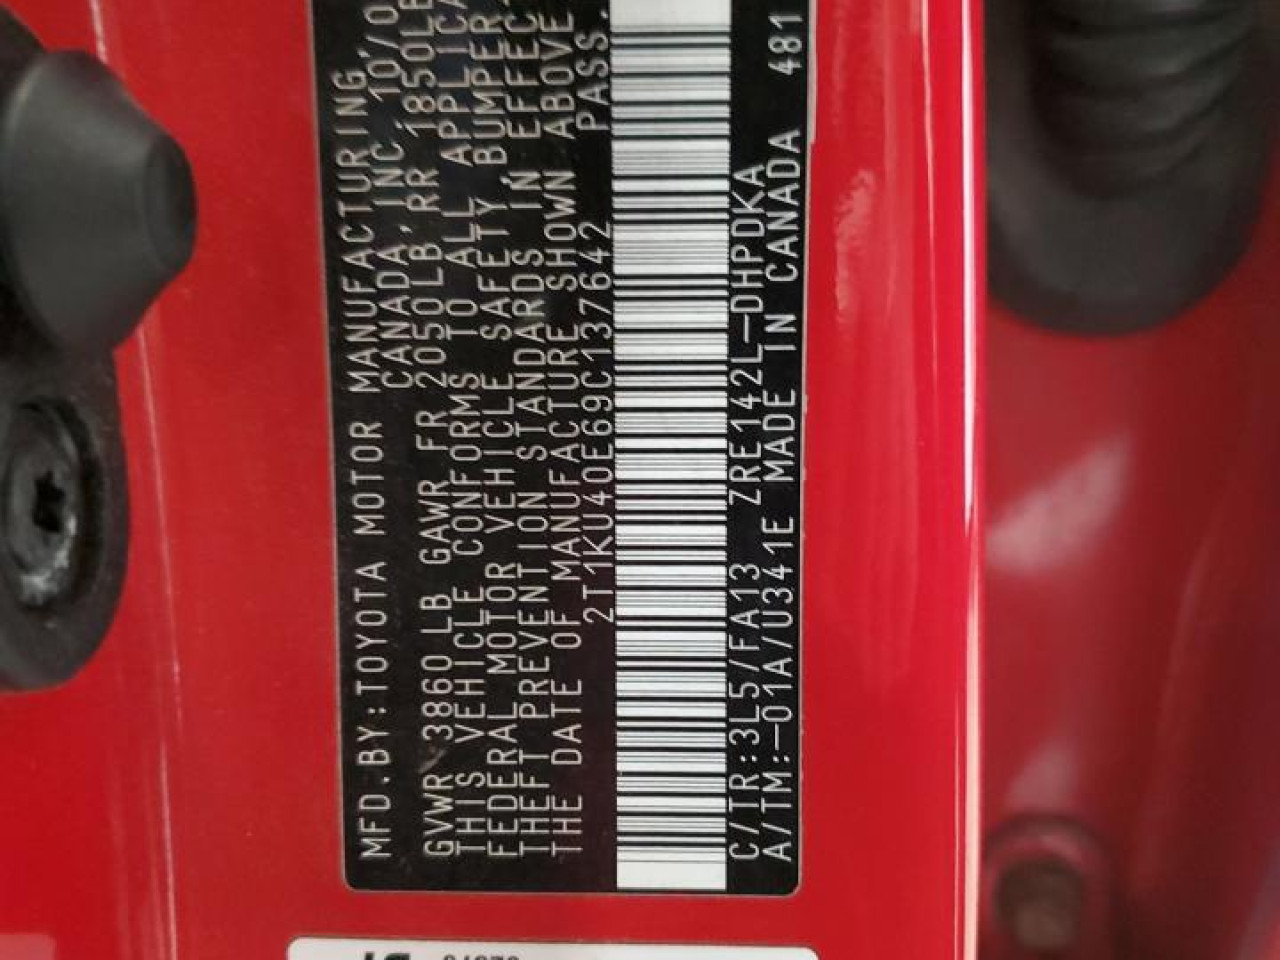 MFD.BY:TOYOTA MOTOR MANUFACTURING,
CANADA, INC 10/0
GVWR 3860 LB GAWR FR 2050LB RR 1850LB
THIS VEHICLE CONFORMS TO ALL APPLICA
FEDERAL MOTOR VEHICLE SAFETY, BUMPER,
THEFT PREVENTION STANDARDS IN EFFEC
THE DATE OF MANUFACTURE SHOWN ABOVE
2T1KU40E69C137642 PASS.
C/TR:3L5/FA13 ZRE142L-DHPDKA
A/TM:-01A/U341E MADE IN CANADA 481